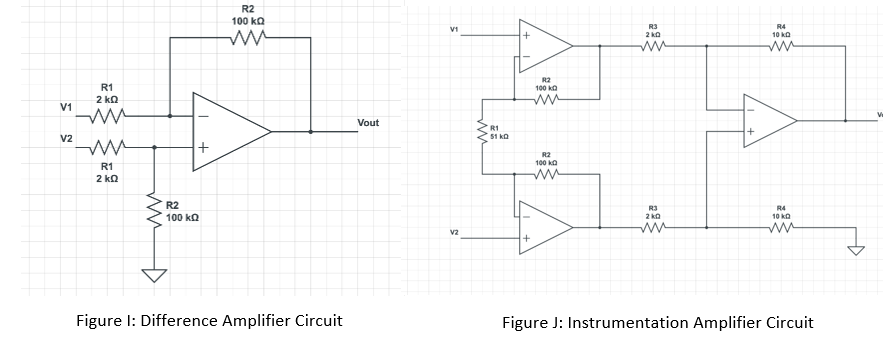 R2
100 kΩ
R1
2 kΩ
V1
V2
R1
2 kΩ
R2
100 kΩ
−
+
Vout
Figure I: Difference Amplifier Circuit
V1
+
−
R2
100 kΩ
R1
51 kΩ
R2
100 kΩ
−
+
V2
R3
2 kΩ
R4
10 kΩ
−
+
R3
2 kΩ
R4
10 kΩ
Figure J: Instrumentation Amplifier Circuit